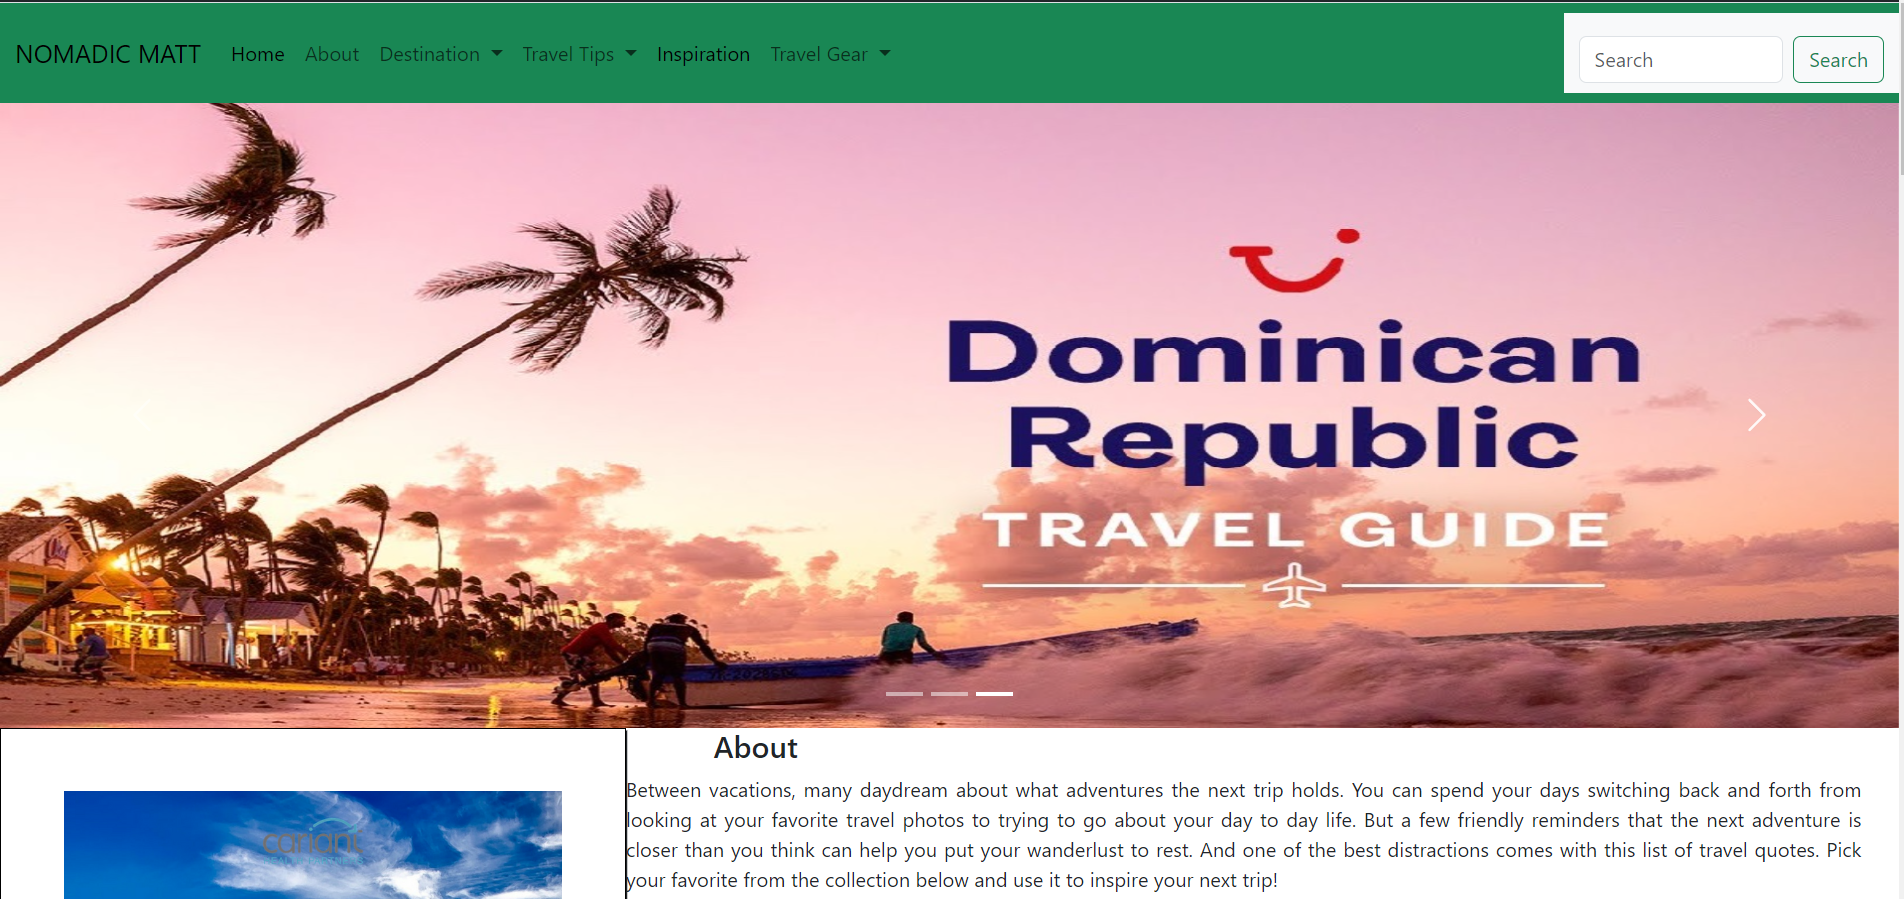 NOMADIC MATT Home About Destination Travel Tips Inspiration Travel Gear Search Search
Dominican
Republic
TRAVEL GUIDE
About
Between vacations, many daydream about what adventures the next trip holds. You can spend your days switching back and forth from
looking at your favorite travel photos to trying to go about your day to day life. But a few friendly reminders that the next adventure is
closer than you think can help you put your wanderlust to rest. And one of the best distractions comes with this list of travel quotes. Pick
your favorite from the collection below and use it to inspire your next trip!
cariant
HEALTH PARTNERS